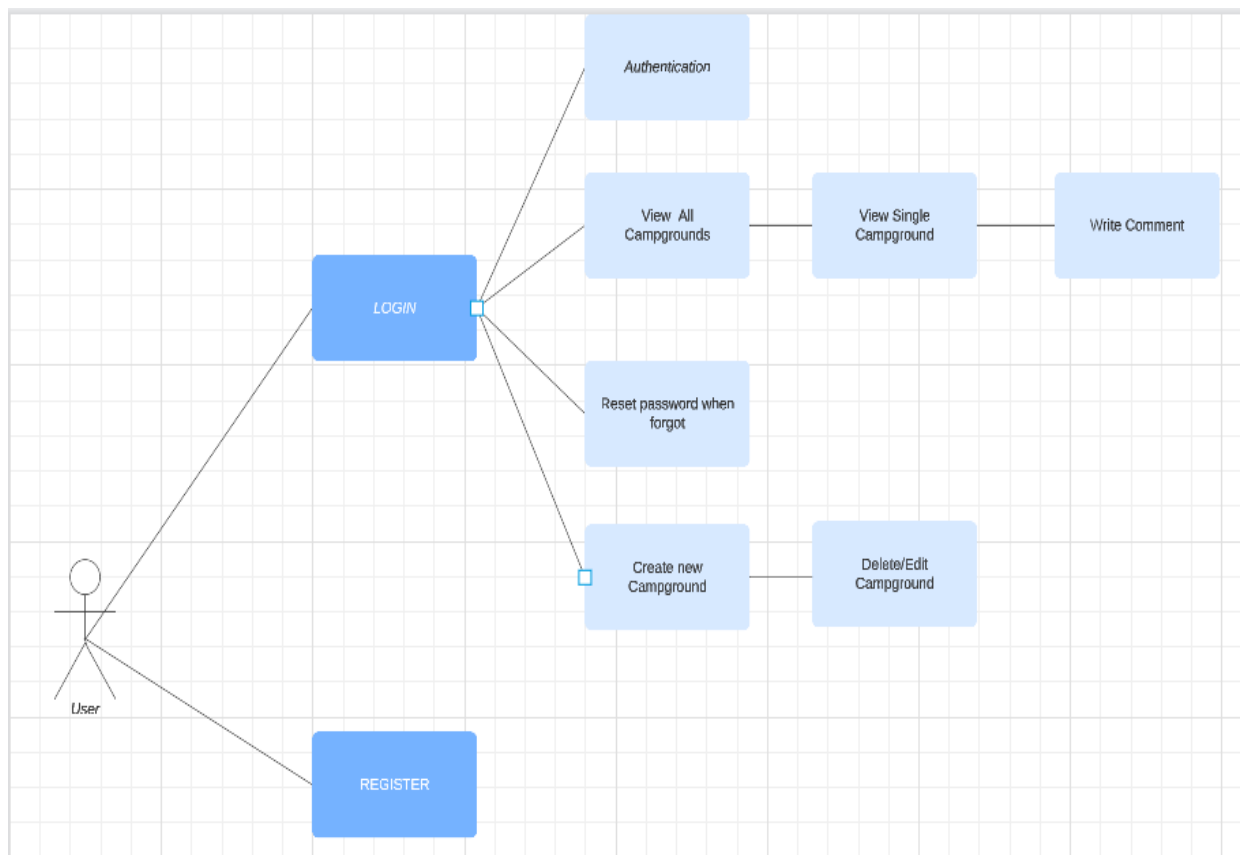 Authentication
View All
Campgrounds
View Single
Campground
Write Comment
LOGIN
Reset password when
forgot
Create new
Campground
Delete/Edit
Campground
User
REGISTER